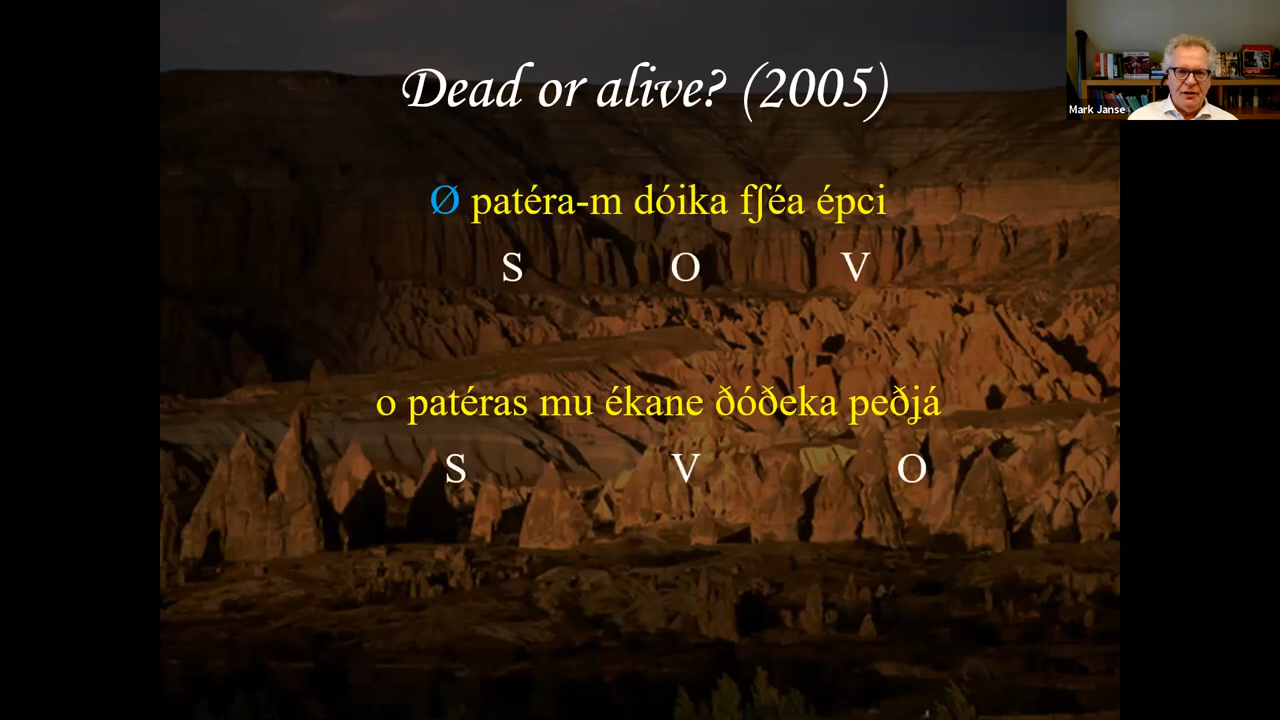 Dead or alive? (2005)
Mark Janse
Ø patéra-m dóika fʃéa épci
S O V
o patéras mu ékane ðóðeka peðjá
S V O